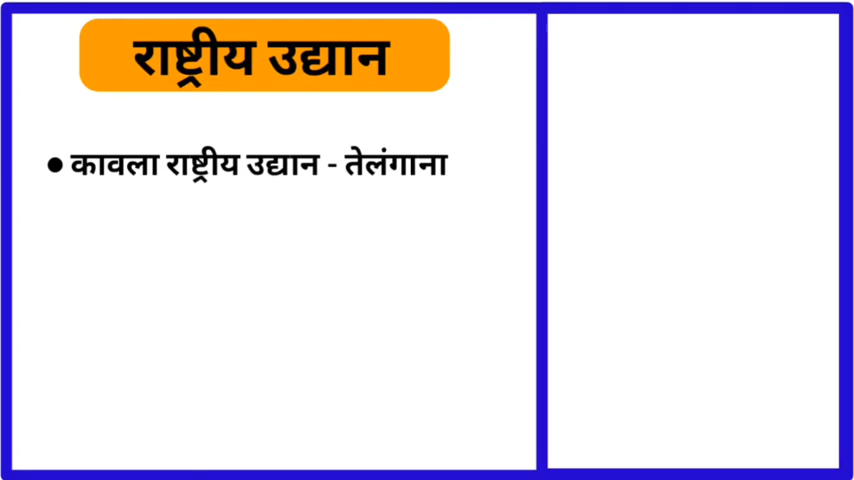 राष्ट्रीय उद्यान
● कावला राष्ट्रीय उद्यान - तेलंगाना